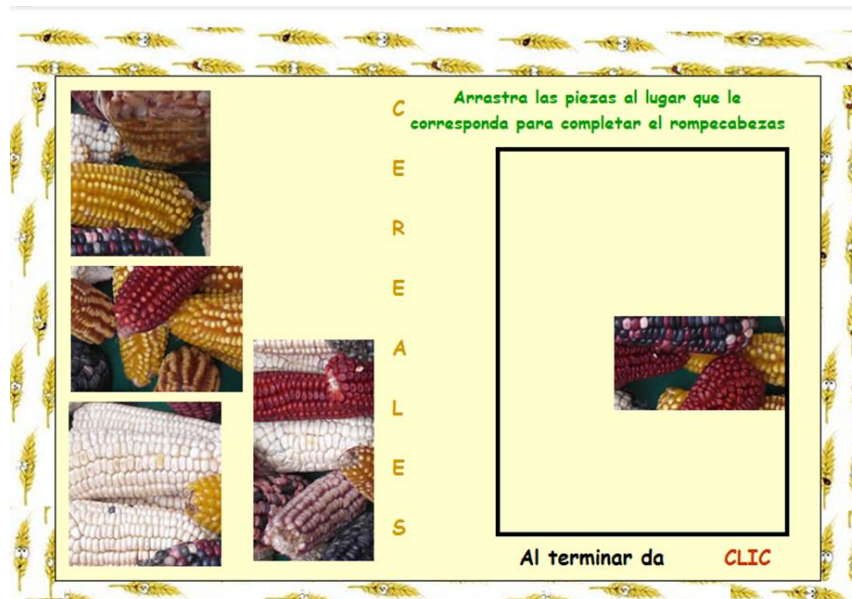 C
E
R
E
A
L
E
S
Arrastra las piezas al lugar que le
corresponda para completar el rompecabezas
Al terminar da CLIC